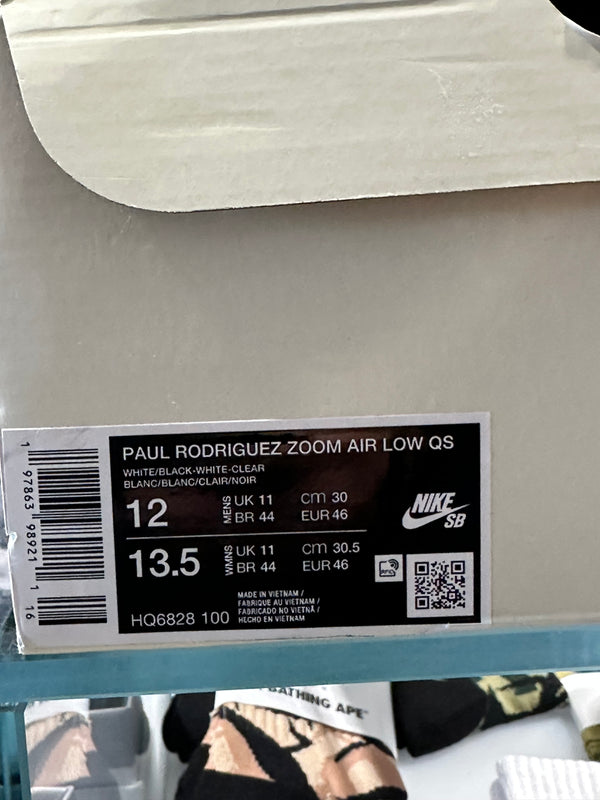 PAUL RODRIGUEZ ZOOM AIR LOW QS
WHITE/BLACK-WHITE-CLEAR
BLANC/BLANC/CLAIR/NOIR
12
MENS
UK 11 cm 30
BR 44 EUR 46
NIKE
SB
13.5
WMNS
UK 11 cm 30.5
BR 44 EUR 46
HQ6828 100
MADE IN VIETNAM /
FABRIQUE AU VIETNAM /
FABRICADO NO VIETNÃ /
HECHO EN VIETNAM
1 97863 98921 1 16
BATHING APE